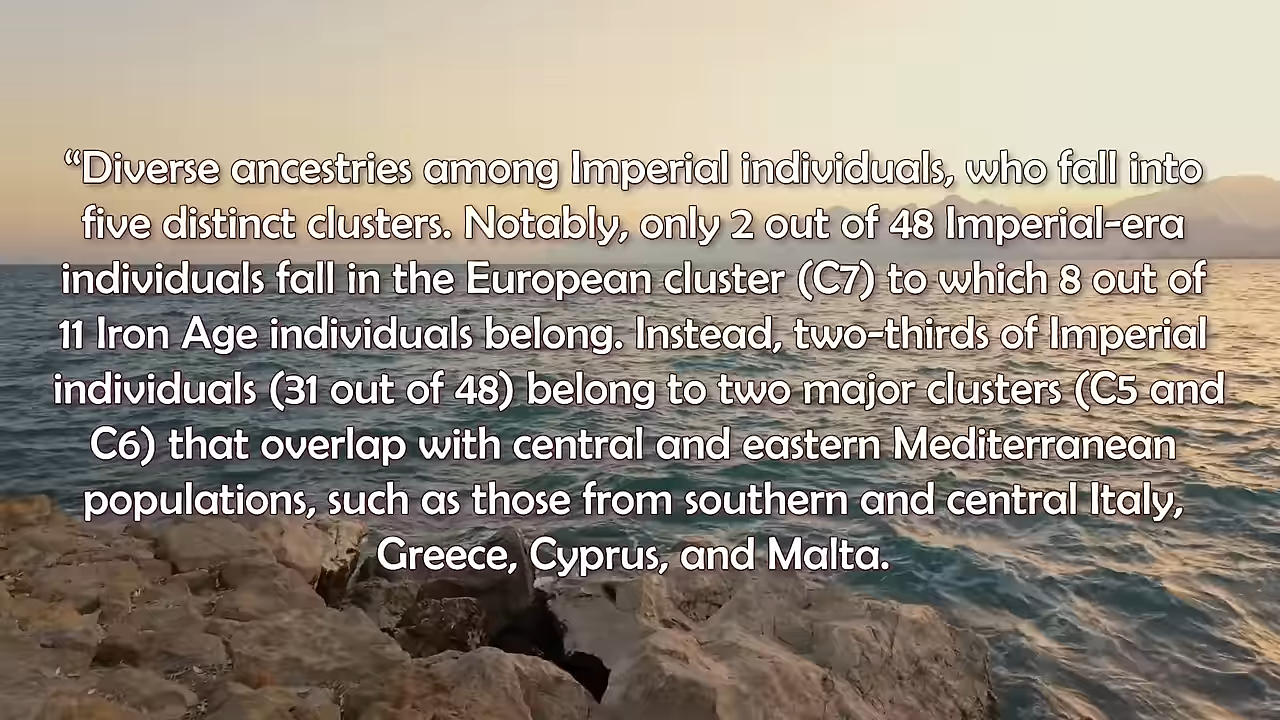 “Diverse ancestries among Imperial individuals, who fall into
five distinct clusters. Notably, only 2 out of 48 Imperial-era
individuals fall in the European cluster (C7) to which 8 out of
11 Iron Age individuals belong. Instead, two-thirds of Imperial
individuals (31 out of 48) belong to two major clusters (C5 and
C6) that overlap with central and eastern Mediterranean
populations, such as those from southern and central Italy,
Greece, Cyprus, and Malta.